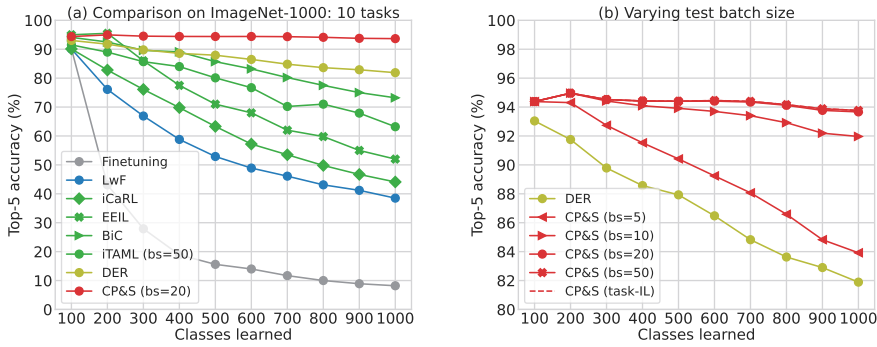 (a) Comparison on ImageNet-1000: 10 tasks
100
90
80
70
60
50
40
30
20
10
0
Top-5 accuracy (%)
Finetuning
LwF
iCaRL
EEIL
BiC
iTAML (bs=50)
DER
CP&S (bs=20)
100 200 300 400 500 600 700 800 900 1000
Classes learned
(b) Varying test batch size
100
98
96
94
92
90
88
86
84
82
80
Top-5 accuracy (%)
DER
CP&S (bs=5)
CP&S (bs=10)
CP&S (bs=20)
CP&S (bs=50)
CP&S (task-IL)
100 200 300 400 500 600 700 800 900 1000
Classes learned